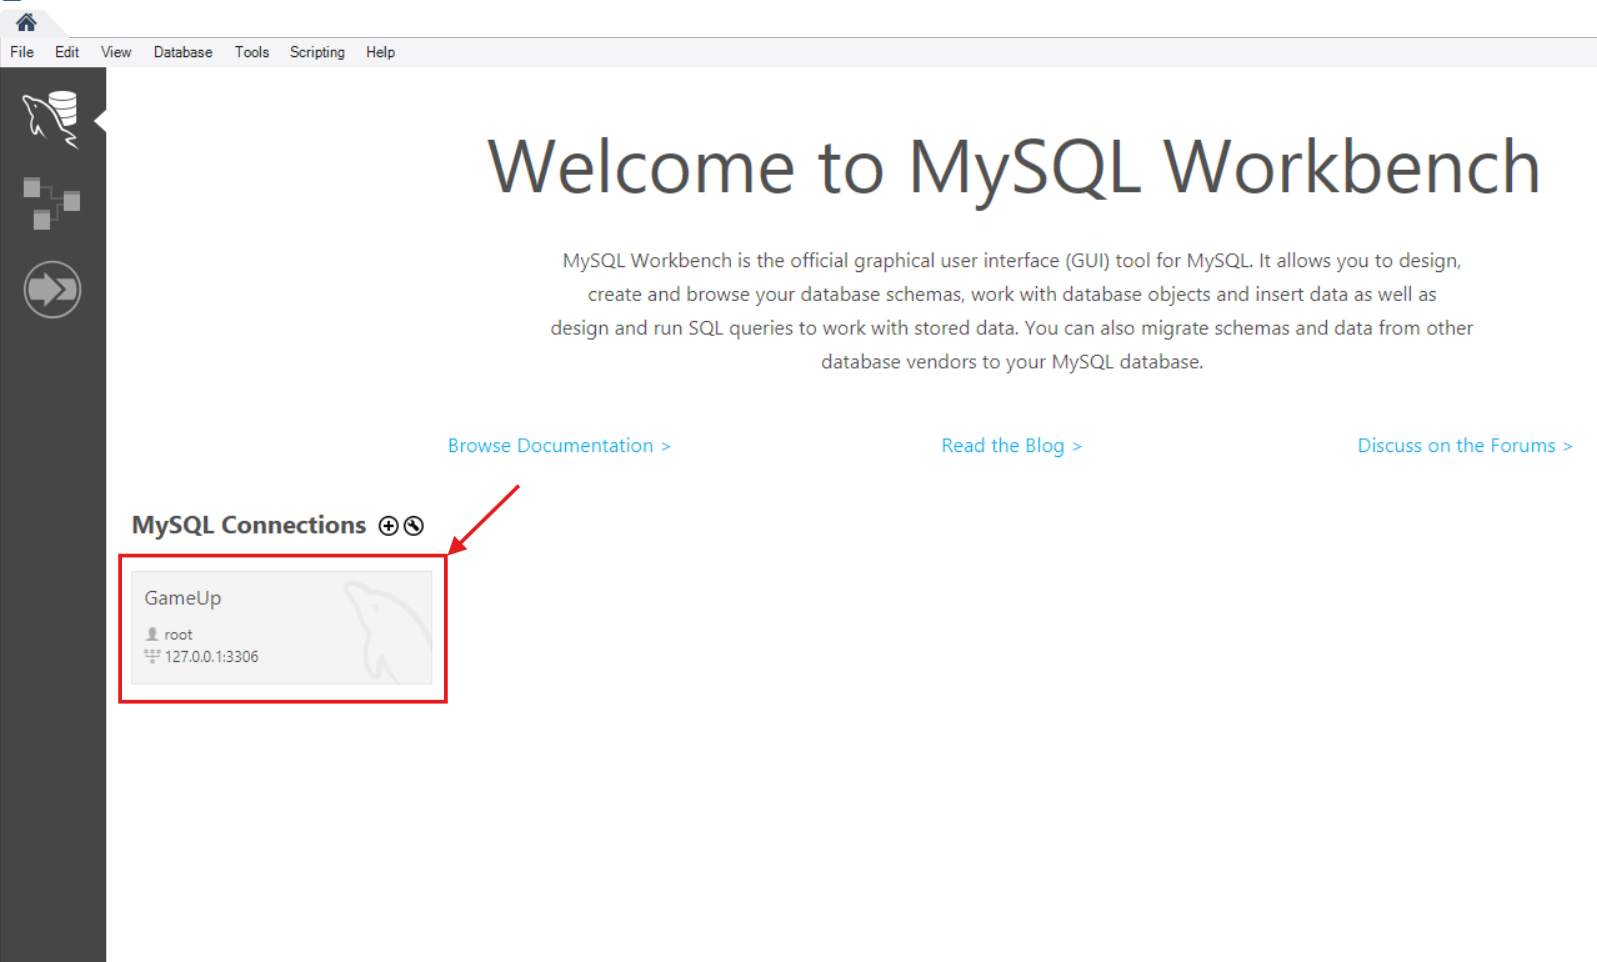 File Edit View Database Tools Scripting Help
Welcome to MySQL Workbench
MySQL Workbench is the official graphical user interface (GUI) tool for MySQL. It allows you to design,
create and browse your database schemas, work with database objects and insert data as well as
design and run SQL queries to work with stored data. You can also migrate schemas and data from other
database vendors to your MySQL database.
Browse Documentation > Read the Blog > Discuss on the Forums >
MySQL Connections
GameUp
root
127.0.0.1:3306